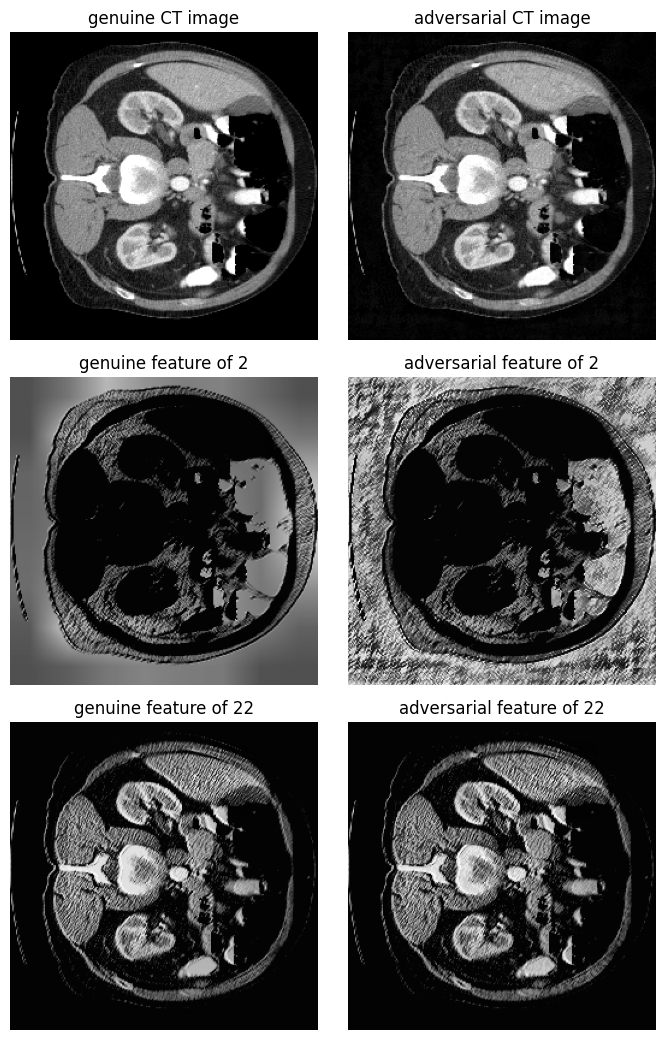 genuine CT image
adversarial CT image
genuine feature of 2
adversarial feature of 2
genuine feature of 22
adversarial feature of 22